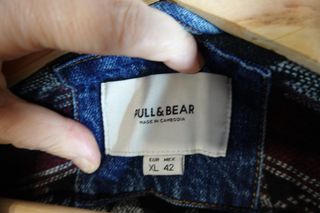 PULL&BEAR
MADE IN CAMBODIA
EUR MEX
XL 42